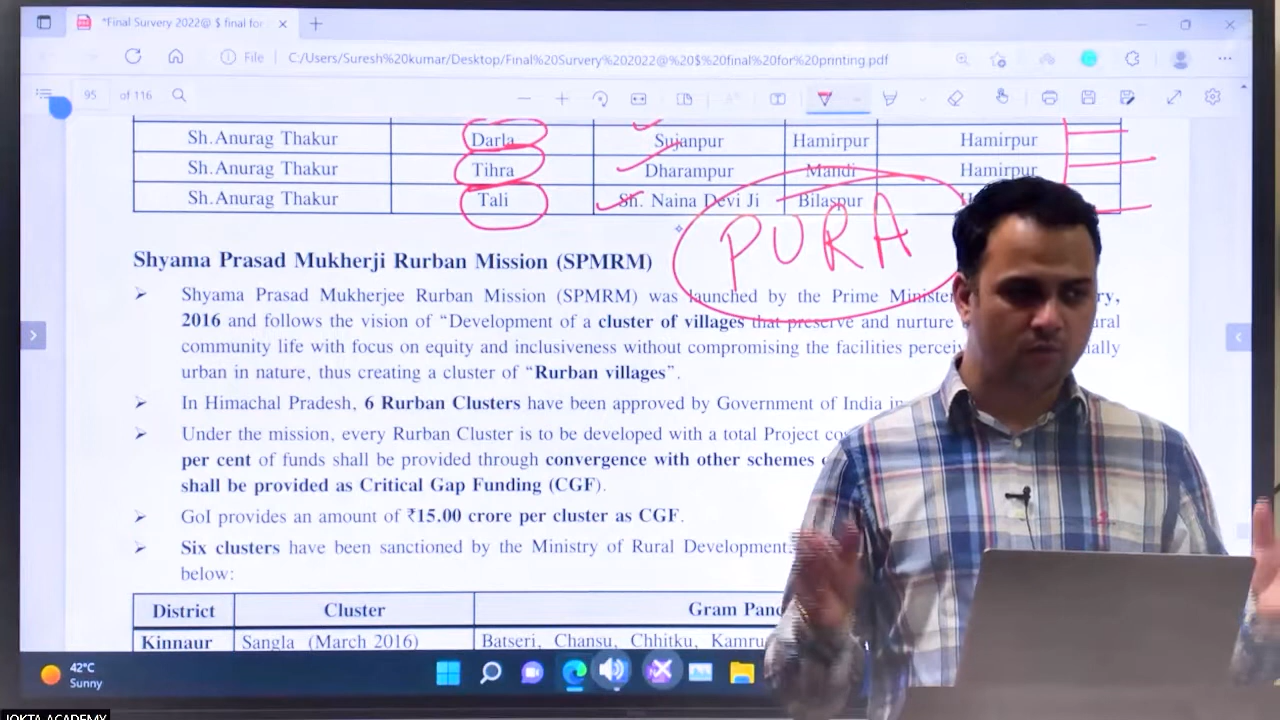 *Final Survery 2022@ $ final for
File
C:/Users/Suresh%20kumar/Desktop/Final%20Survery%202022@%20$%20final%20for%20printing.pdf
95 of 116
Sh.Anurag Thakur Darla Sujanpur Hamirpur Hamirpur
Sh.Anurag Thakur Tihra Dharampur Mandi Hamirpur
Sh.Anurag Thakur Tali Sh. Naina Devi Ji Bilaspur
PURA
Shyama Prasad Mukherji Rurban Mission (SPMRM)
Shyama Prasad Mukherjee Rurban Mission (SPMRM) was launched by the Prime Minister
2016 and follows the vision of “Development of a cluster of villages that preserve and nurture
community life with focus on equity and inclusiveness without compromising the facilities
urban in nature, thus creating a cluster of “Rurban villages”.
In Himachal Pradesh, 6 Rurban Clusters have been approved by Government of India in
Under the mission, every Rurban Cluster is to be developed with a total Project
per cent of funds shall be provided through convergence with other schemes
shall be provided as Critical Gap Funding (CGF).
GoI provides an amount of ₹15.00 crore per cluster as CGF.
Six clusters have been sanctioned by the Ministry of Rural Development.
below:
District Cluster Gram
Kinnaur Sangla (March 2016) Batseri, Chansu, Chhitku, Kamru
42°C
Sunny
JOKTA ACADEMY